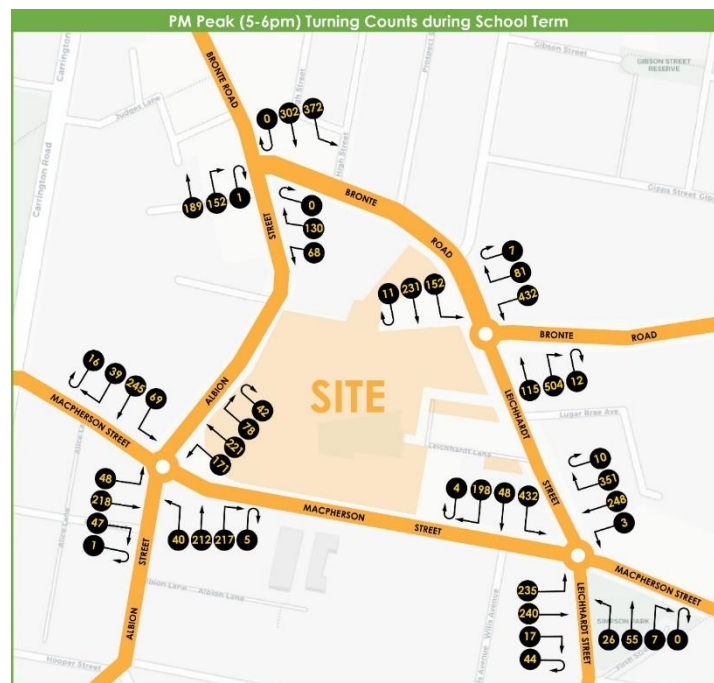 PM Peak (5-6pm) Turning Counts during School Term
Carrington
Carrington Road
Judges Lane
BRONTE ROAD
High Street
Gibson Street
GIBSON STREET
RESERVE
0 302 372
189 152 1
0
130
68
STREET
BRONTE
ROAD
Gipps Street
7
81
432
11 231 152
BRONTE ROAD
115 504 12
SITE
ALBION
LEICHHARDT
Lugar Brae Ave
Leichhardt Lane
16 39 245 69
MACPHERSON STREET
42
78
221
171
48
218
47
1
40 212 217 5
MACPHERSON STREET
4 198 48 432
STREET
10
351
248
3
MACPHERSON STREET
235
240
17
44
26 55 7 0
LEICHHARDT STREET
SIMPSON PARK
ALBION STREET
Albion Lane
Albion Lane
Hooper Street